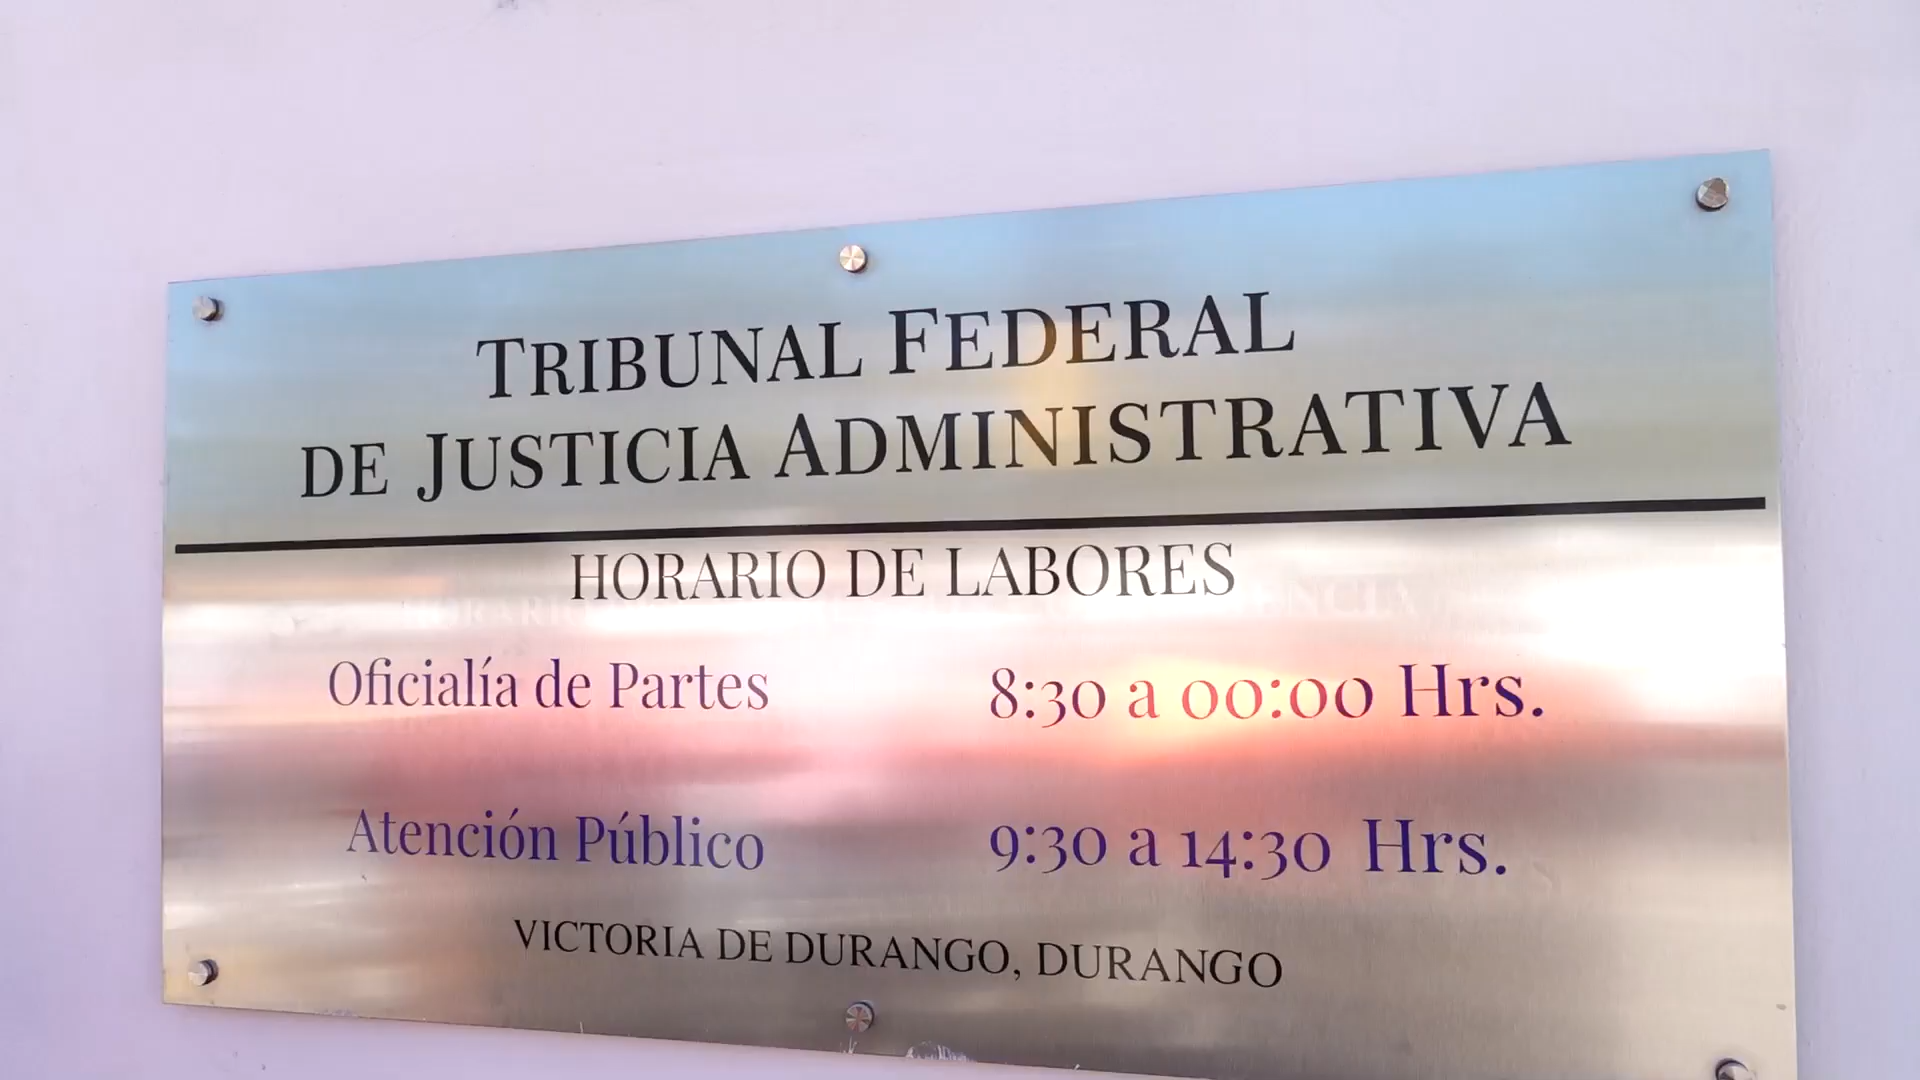 TRIBUNAL FEDERAL
DE JUSTICIA ADMINISTRATIVA
HORARIO DE LABORES
Oficialía de Partes 8:30 a 00:00 Hrs.
Atención Público 9:30 a 14:30 Hrs.
VICTORIA DE DURANGO, DURANGO